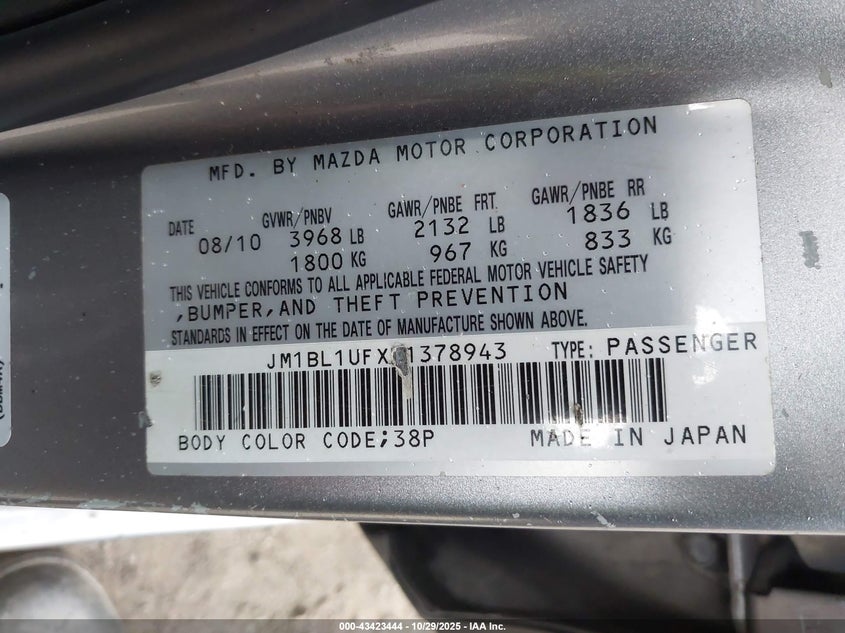 MFD. BY MAZDA MOTOR CORPORATION
DATE GVWR/PNBV GAWR/PNBE FRT. GAWR/PNBE RR
08/10 3968 LB 2132 LB 1836 LB
1800 KG 967 KG 833 KG
THIS VEHICLE CONFORMS TO ALL APPLICABLE FEDERAL MOTOR VEHICLE SAFETY
,BUMPER,AND THEFT PREVENTION
STANDARDS IN EFFECT ON THE DATE OF MANUFACTURE SHOWN ABOVE.
TYPE: PASSENGER
BODY COLOR CODE;38P MADE IN JAPAN
000-43423444 - 10/29/2025 - IAA Inc.